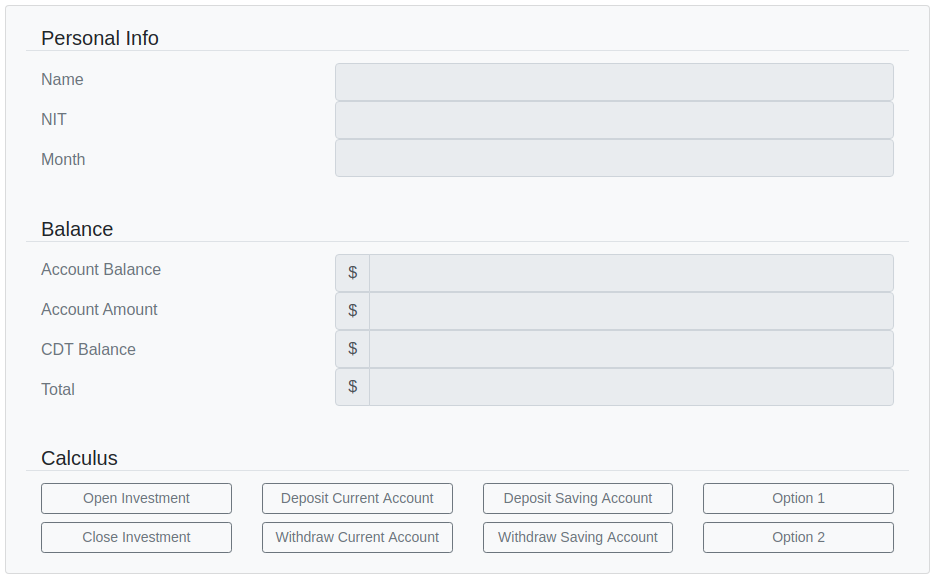 Personal Info
Name
NIT
Month
Balance
Account Balance $
Account Amount $
CDT Balance $
Total $
Calculus
Open Investment Deposit Current Account Deposit Saving Account Option 1
Close Investment Withdraw Current Account Withdraw Saving Account Option 2